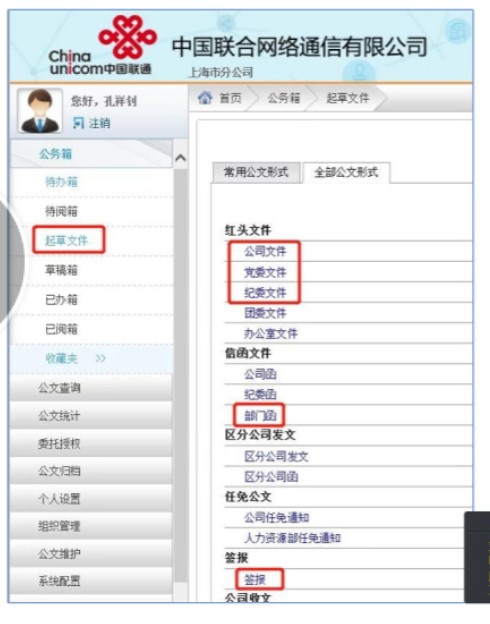 China
unicom中国联通
中国联合网络通信有限公司
上海市分公司
您好，孔祥钊
注销
首页 公务箱 起草文件
公务箱
待办箱
待阅箱
起草文件
草稿箱
已办箱
已阅箱
收藏夹 >>
公文查询
公文统计
委托授权
公文归档
个人设置
组织管理
公文维护
系统配置
常用公文形式 全部公文形式
红头文件
公司文件
党委文件
纪委文件
团委文件
办公室文件
信函文件
公司函
纪委函
部门函
区分公司发文
区分公司发文
区分公司函
任免公文
公司任免通知
人力资源部任免通知
签报
签报
公司收文